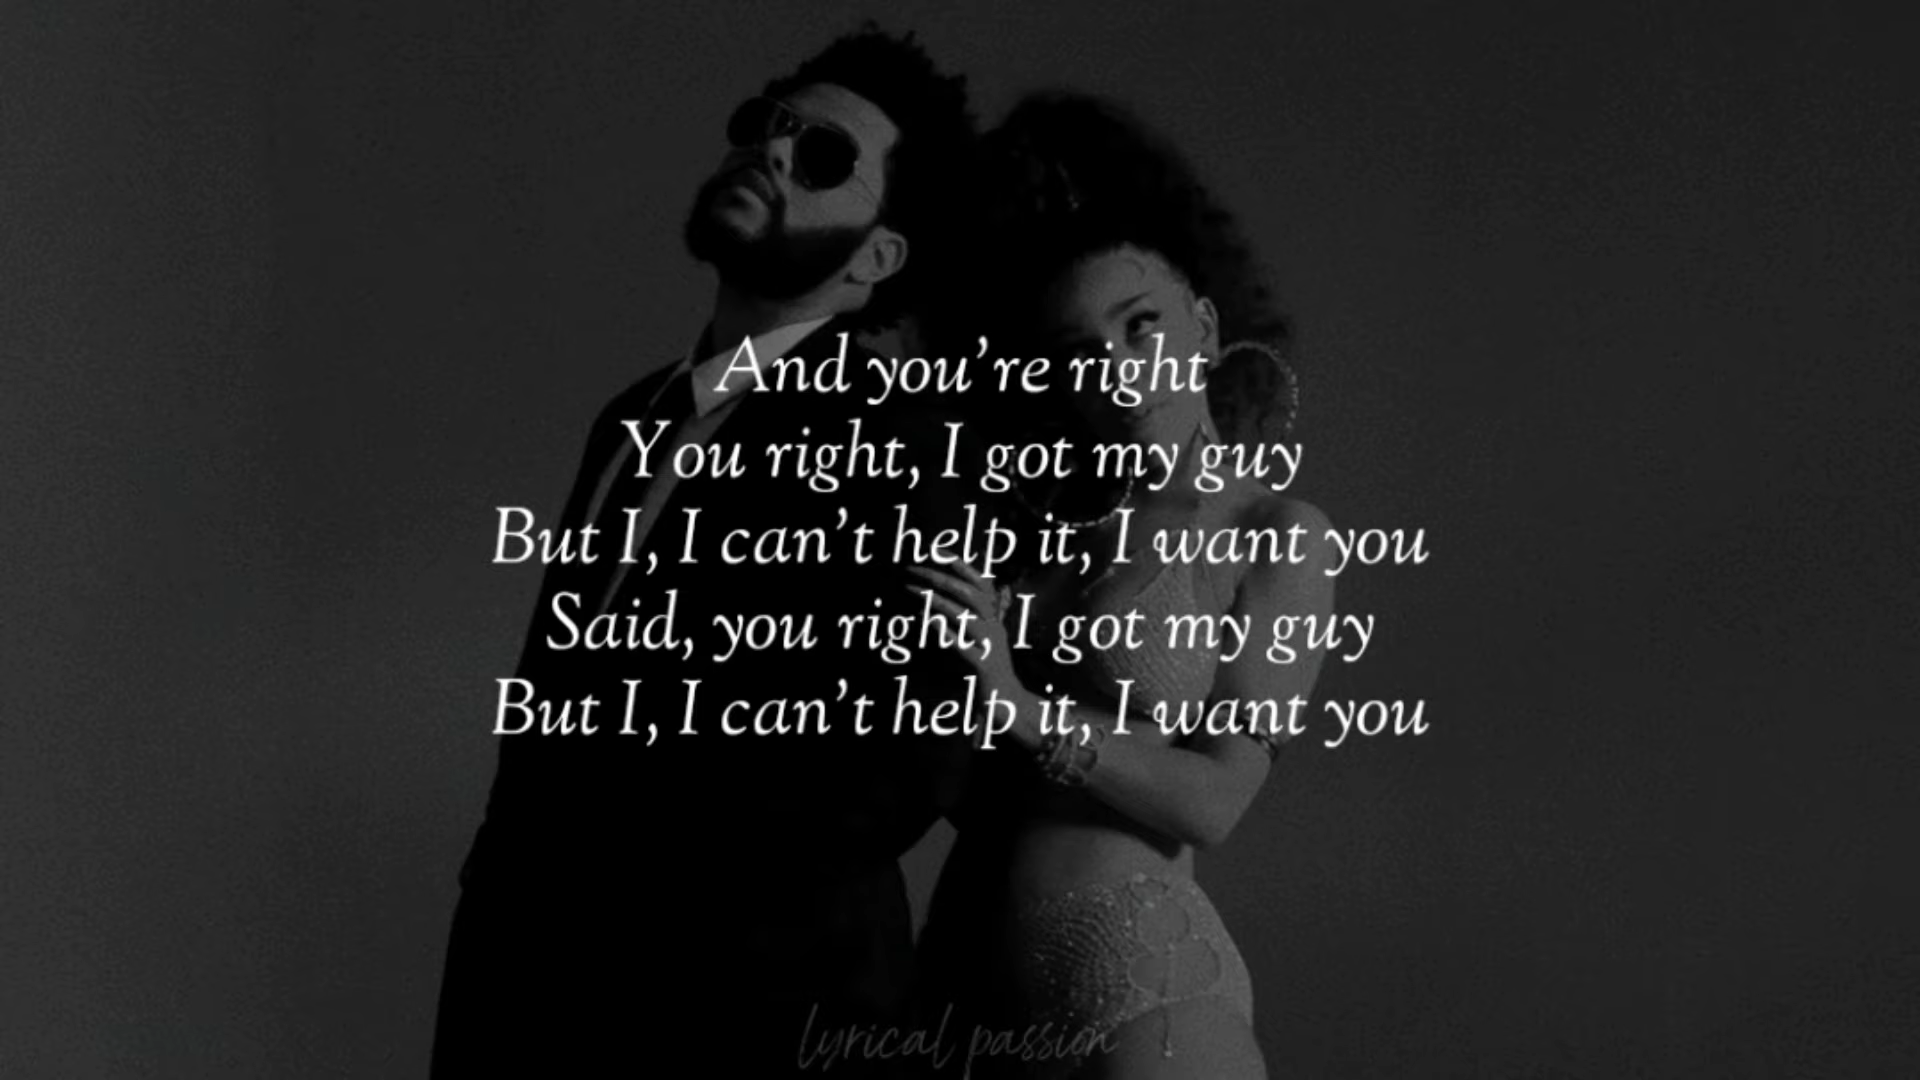 And you’re right
You right, I got my guy
But I, I can’t help it, I want you
Said, you right, I got my guy
But I, I can’t help it, I want you
lyrical passion